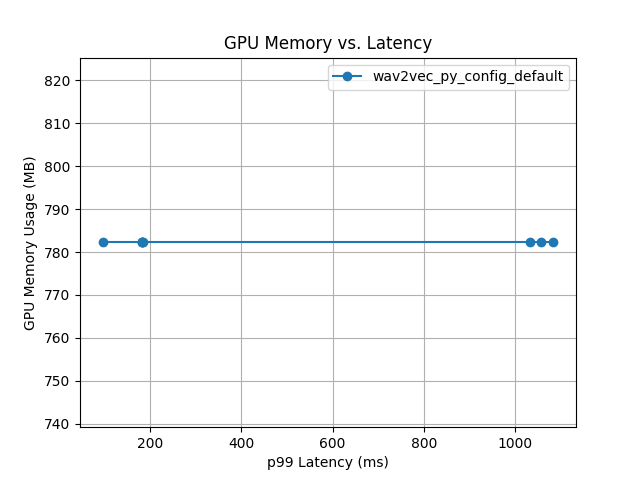 GPU Memory vs. Latency
wav2vec_py_config_default
820
810
800
790
780
770
760
750
740
GPU Memory Usage (MB)
200 400 600 800 1000
p99 Latency (ms)